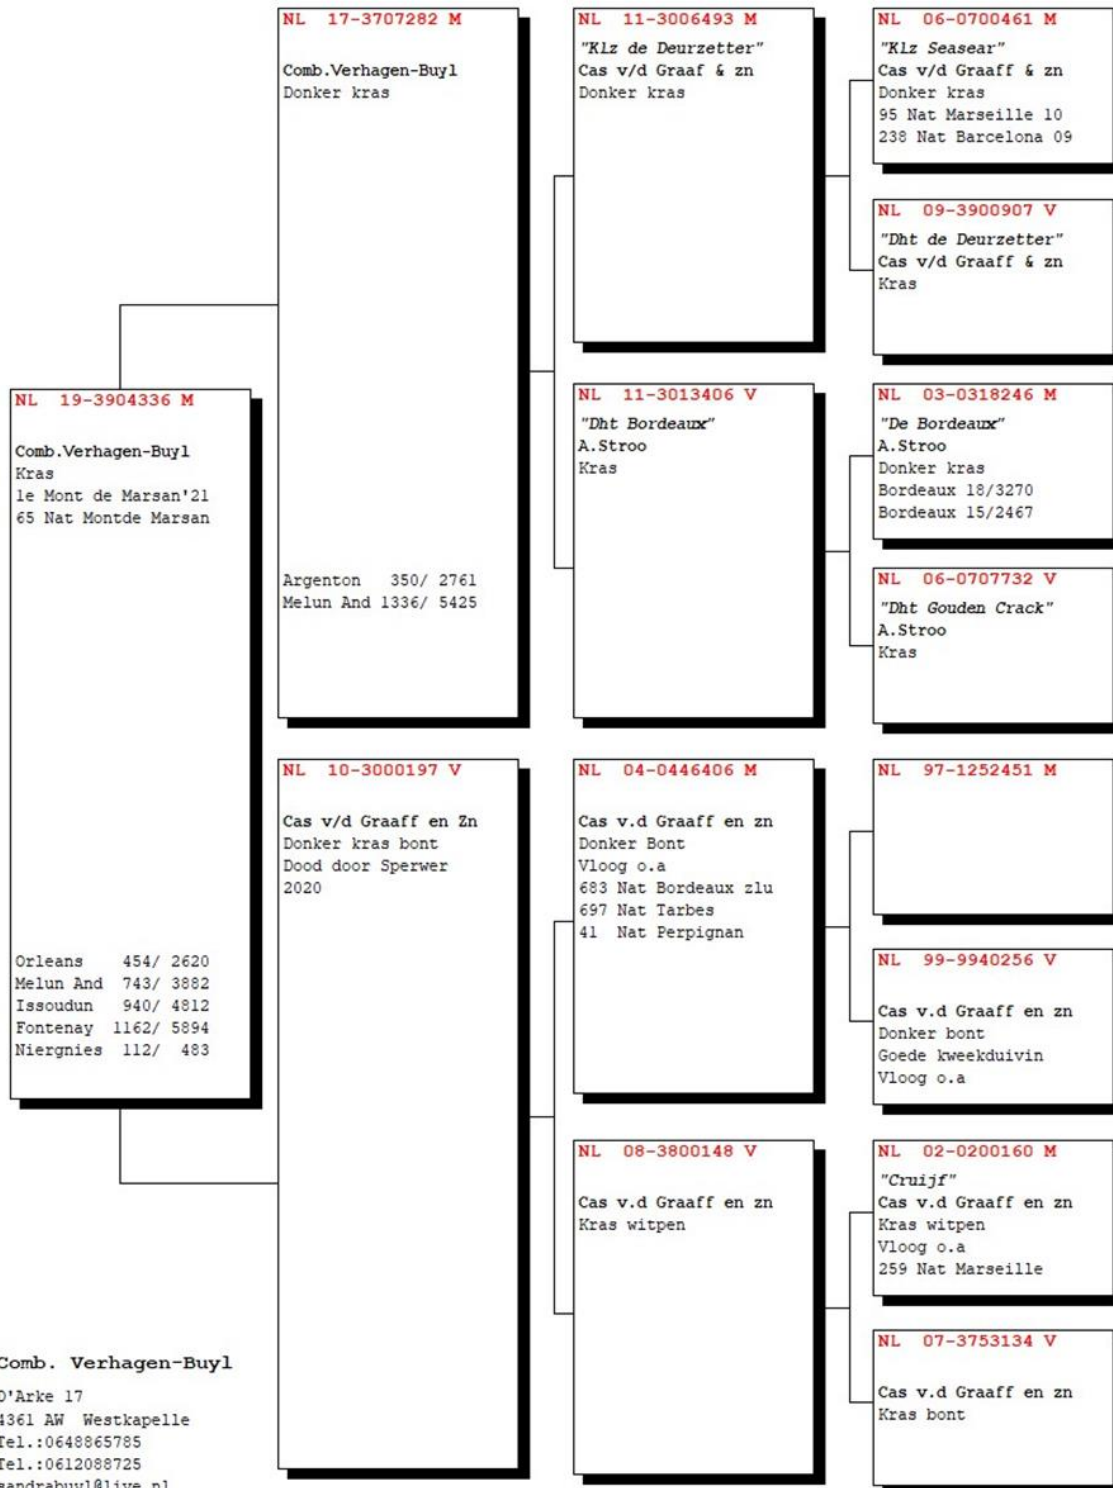 NL 19-3904336 M
Comb.Verhagen-Buyl
Kras
1e Mont de Marsan'21
65 Nat Montde Marsan
Orleans 454/ 2620
Melun And 743/ 3882
Issoudun 940/ 4812
Fontenay 1162/ 5894
Niergnies 112/ 483
NL 17-3707282 M
Comb.Verhagen-Buyl
Donker kras
Argenton 350/ 2761
Melun And 1336/ 5425
NL 10-3000197 V
Cas v/d Graaff en Zn
Donker kras bont
Dood door Sperwer
2020
NL 11-3006493 M
"Klz de Deurzetter"
Cas v/d Graaf & zn
Donker kras
NL 11-3013406 V
"Dht Bordeaux"
A.Stroo
Kras
NL 04-0446406 M
Cas v.d Graaff en zn
Donker Bont
Vloog o.a
683 Nat Bordeaux zlu
697 Nat Tarbes
41 Nat Perpignan
NL 08-3800148 V
Cas v.d Graaff en zn
Kras witpen
NL 06-0700461 M
"Klz Seasear"
Cas v/d Graaff & zn
Donker kras
95 Nat Marseille 10
238 Nat Barcelona 09
NL 09-3900907 V
"Dht de Deurzetter"
Cas v/d Graaff & zn
Kras
NL 03-0318246 M
"De Bordeaux"
A.Stroo
Donker kras
Bordeaux 18/3270
Bordeaux 15/2467
NL 06-0707732 V
"Dht Gouden Crack"
A.Stroo
Kras
NL 97-1252451 M
NL 99-9940256 V
Cas v.d Graaff en zn
Donker bont
Goede kweekduivin
Vloog o.a
NL 02-0200160 M
"Cruijf"
Cas v.d Graaff en zn
Kras witpen
Vloog o.a
259 Nat Marseille
NL 07-3753134 V
Cas v.d Graaff en zn
Kras bont
Comb. Verhagen-Buyl
D'Arke 17
4361 AW Westkapelle
Tel.:0648865785
Tel.:0612088725
sandrabuyl@live.nl